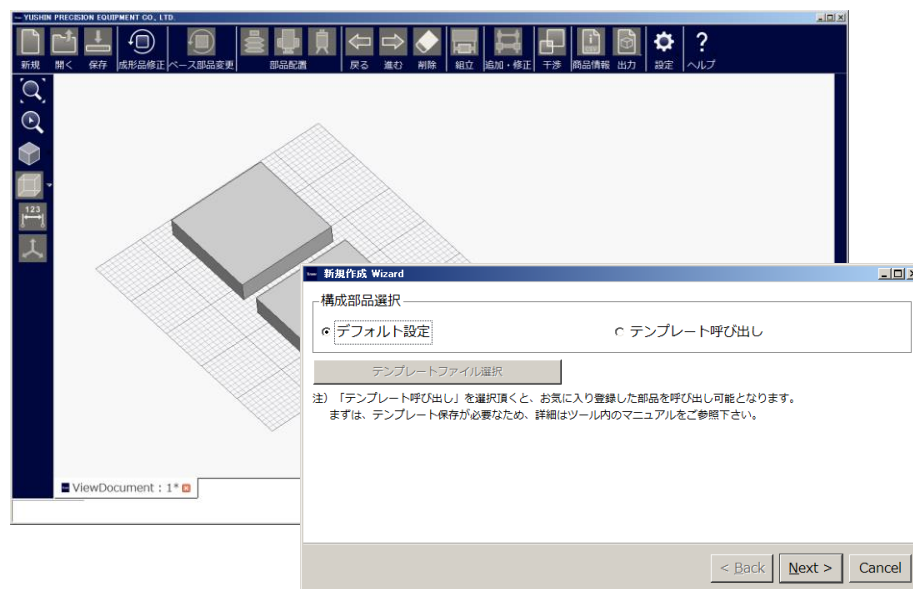 YUSHIN PRECISION EQUIPMENT CO., LTD.
新規 開く 保存 成形品修正 ベース部品変更 部品配置 戻る 進む 削除 組立 追加・修正 干渉 商品情報 出力 設定 ヘルプ
123
新規作成 Wizard
構成部品選択
デフォルト設定 テンプレート呼び出し
テンプレートファイル選択
注）「テンプレート呼び出し」を選択頂くと、お気に入り登録した部品を呼び出し可能となります。
まずは、テンプレート保存が必要なため、詳細はツール内のマニュアルをご参照下さい。
ViewDocument : 1*
< Back Next > Cancel